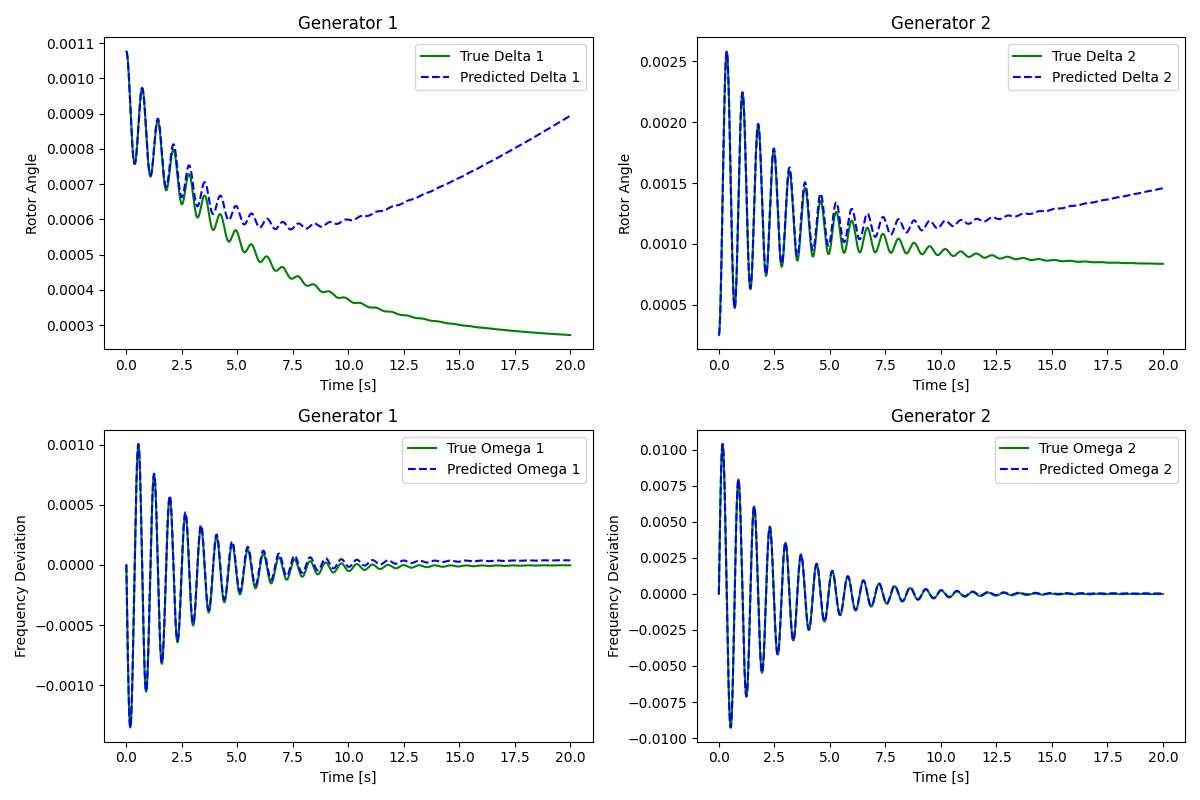 Generator 1
Rotor Angle
0.0011
0.0010
0.0009
0.0008
0.0007
0.0006
0.0005
0.0004
0.0003
True Delta 1
Predicted Delta 1
0.0 2.5 5.0 7.5 10.0 12.5 15.0 17.5 20.0
Time [s]
Generator 2
Rotor Angle
0.0025
0.0020
0.0015
0.0010
0.0005
True Delta 2
Predicted Delta 2
0.0 2.5 5.0 7.5 10.0 12.5 15.0 17.5 20.0
Time [s]
Generator 1
Frequency Deviation
0.0010
0.0005
0.0000
−0.0005
−0.0010
True Omega 1
Predicted Omega 1
0.0 2.5 5.0 7.5 10.0 12.5 15.0 17.5 20.0
Time [s]
Generator 2
Frequency Deviation
0.0100
0.0075
0.0050
0.0025
0.0000
−0.0025
−0.0050
−0.0075
−0.0100
True Omega 2
Predicted Omega 2
0.0 2.5 5.0 7.5 10.0 12.5 15.0 17.5 20.0
Time [s]